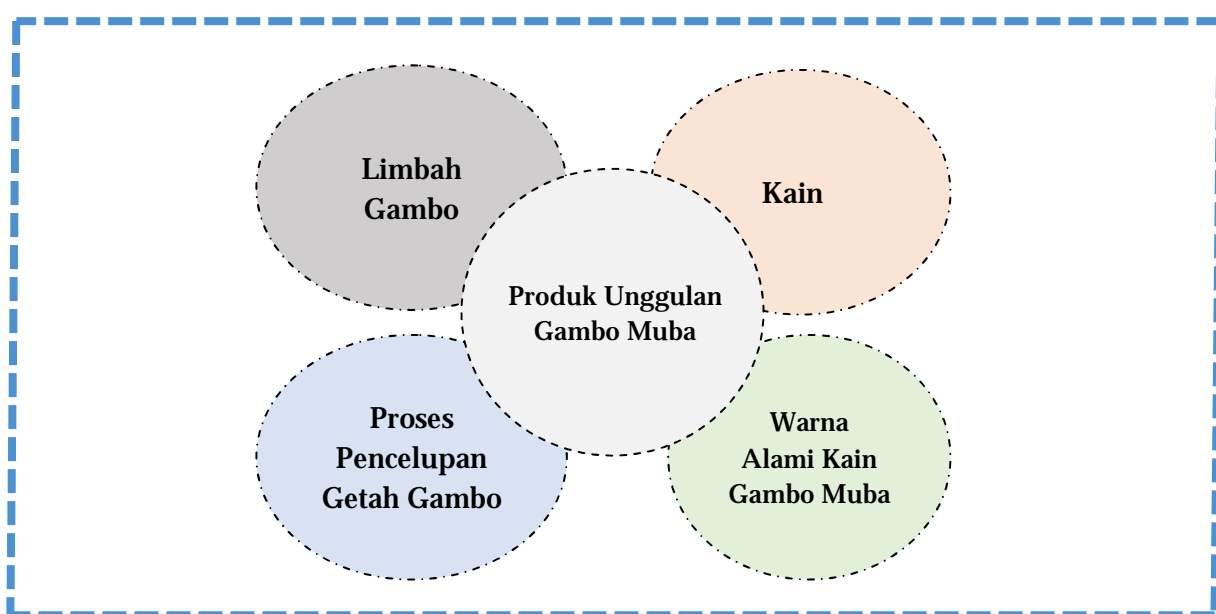 Limbah
Gambo
Kain
Produk Unggulan
Gambo Muba
Proses
Pencelupan
Getah Gambo
Warna
Alami Kain
Gambo Muba